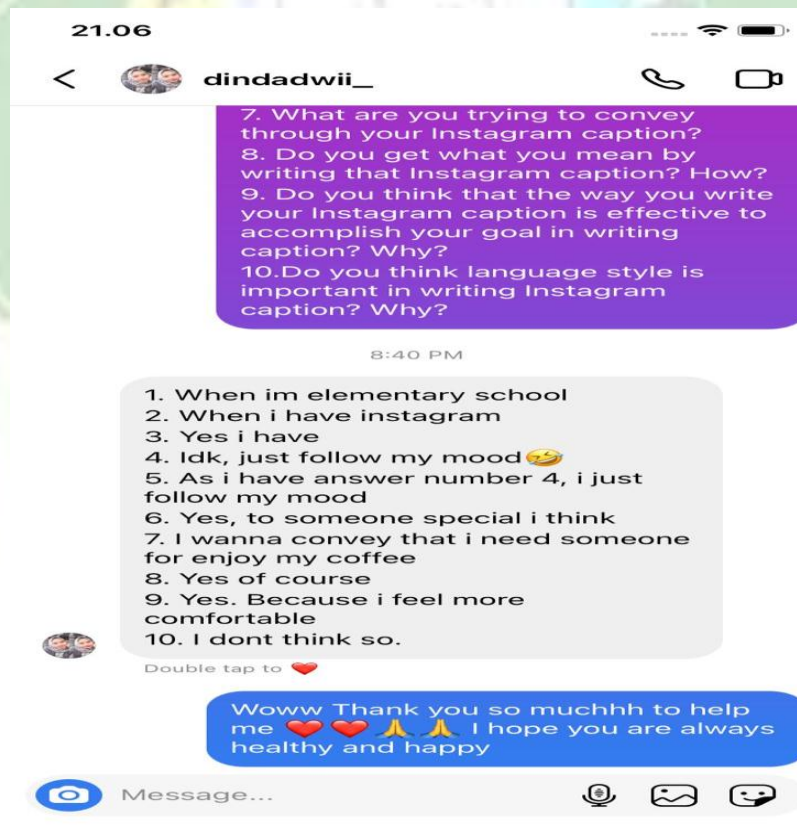 21.06
dindadwii_
7. What are you trying to convey
through your Instagram caption?
8. Do you get what you mean by
writing that Instagram caption? How?
9. Do you think that the way you write
your Instagram caption is effective to
accomplish your goal in writing
caption? Why?
10.Do you think language style is
important in writing Instagram
caption? Why?
8:40 PM
1. When im elementary school
2. When i have instagram
3. Yes i have
4. Idk, just follow my mood🤣
5. As i have answer number 4, i just
follow my mood
6. Yes, to someone special i think
7. I wanna convey that i need someone
for enjoy my coffee
8. Yes of course
9. Yes. Because i feel more
comfortable
10. I dont think so.
Double tap to ❤️
Woww Thank you so muchhh to help
me ❤️ ❤️ 🙏 🙏 I hope you are always
healthy and happy
Message...